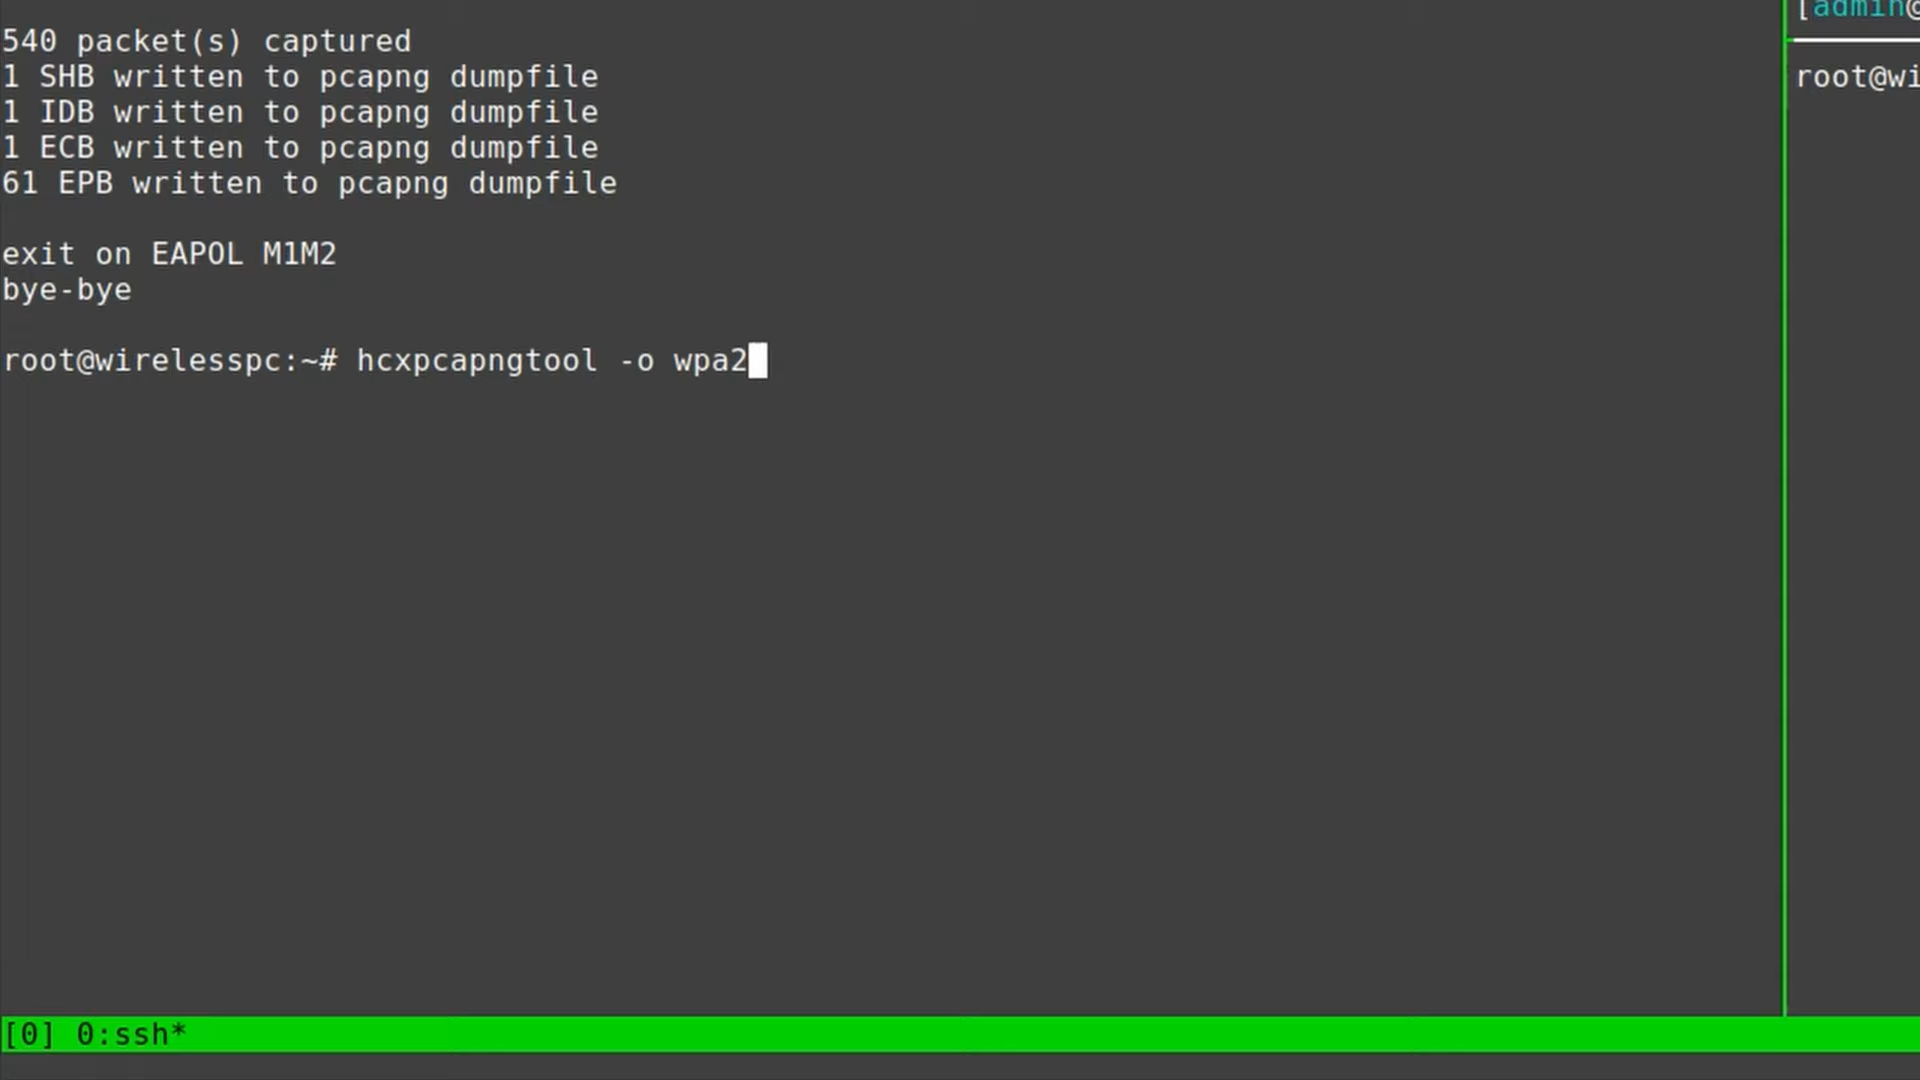 540 packet(s) captured
1 SHB written to pcapng dumpfile
1 IDB written to pcapng dumpfile
1 ECB written to pcapng dumpfile
61 EPB written to pcapng dumpfile
exit on EAPOL M1M2
bye-bye
root@wirelesspc:~# hcxpcapngtool -o wpa2
[admin@
root@wi
[0] 0:ssh*